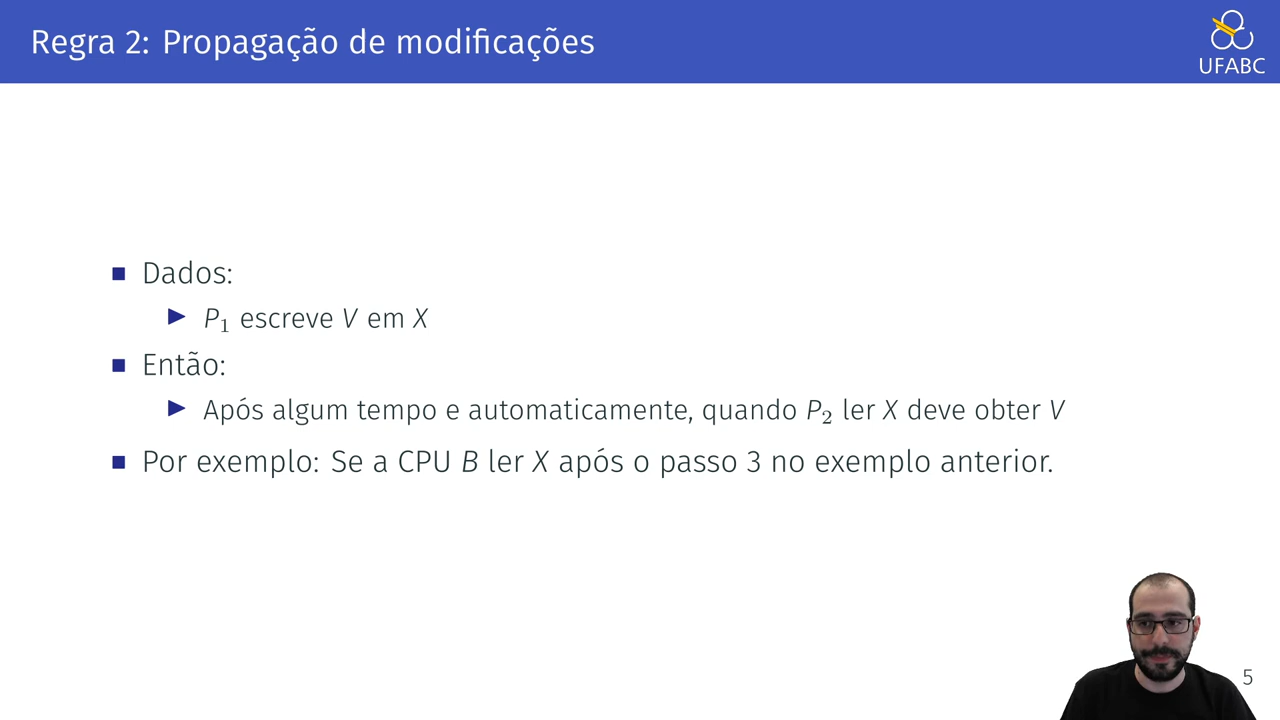 Regra 2: Propagação de modificações
UFABC
Dados:
P₁ escreve V em X
Então:
Após algum tempo e automaticamente, quando P₂ ler X deve obter V
Por exemplo: Se a CPU B ler X após o passo 3 no exemplo anterior.
5